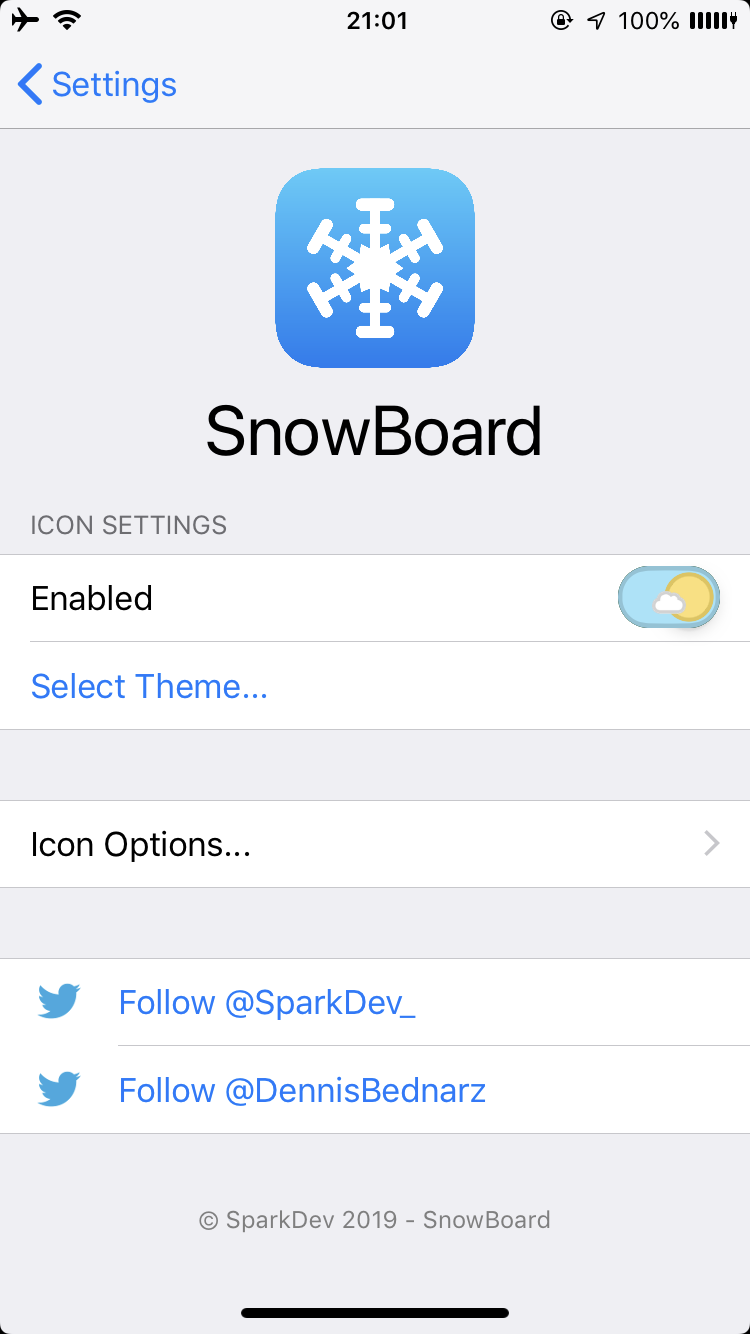 21:01
100%
Settings
SnowBoard
ICON SETTINGS
Enabled
Select Theme...
Icon Options...
Follow @SparkDev_
Follow @DennisBednarz
© SparkDev 2019 - SnowBoard